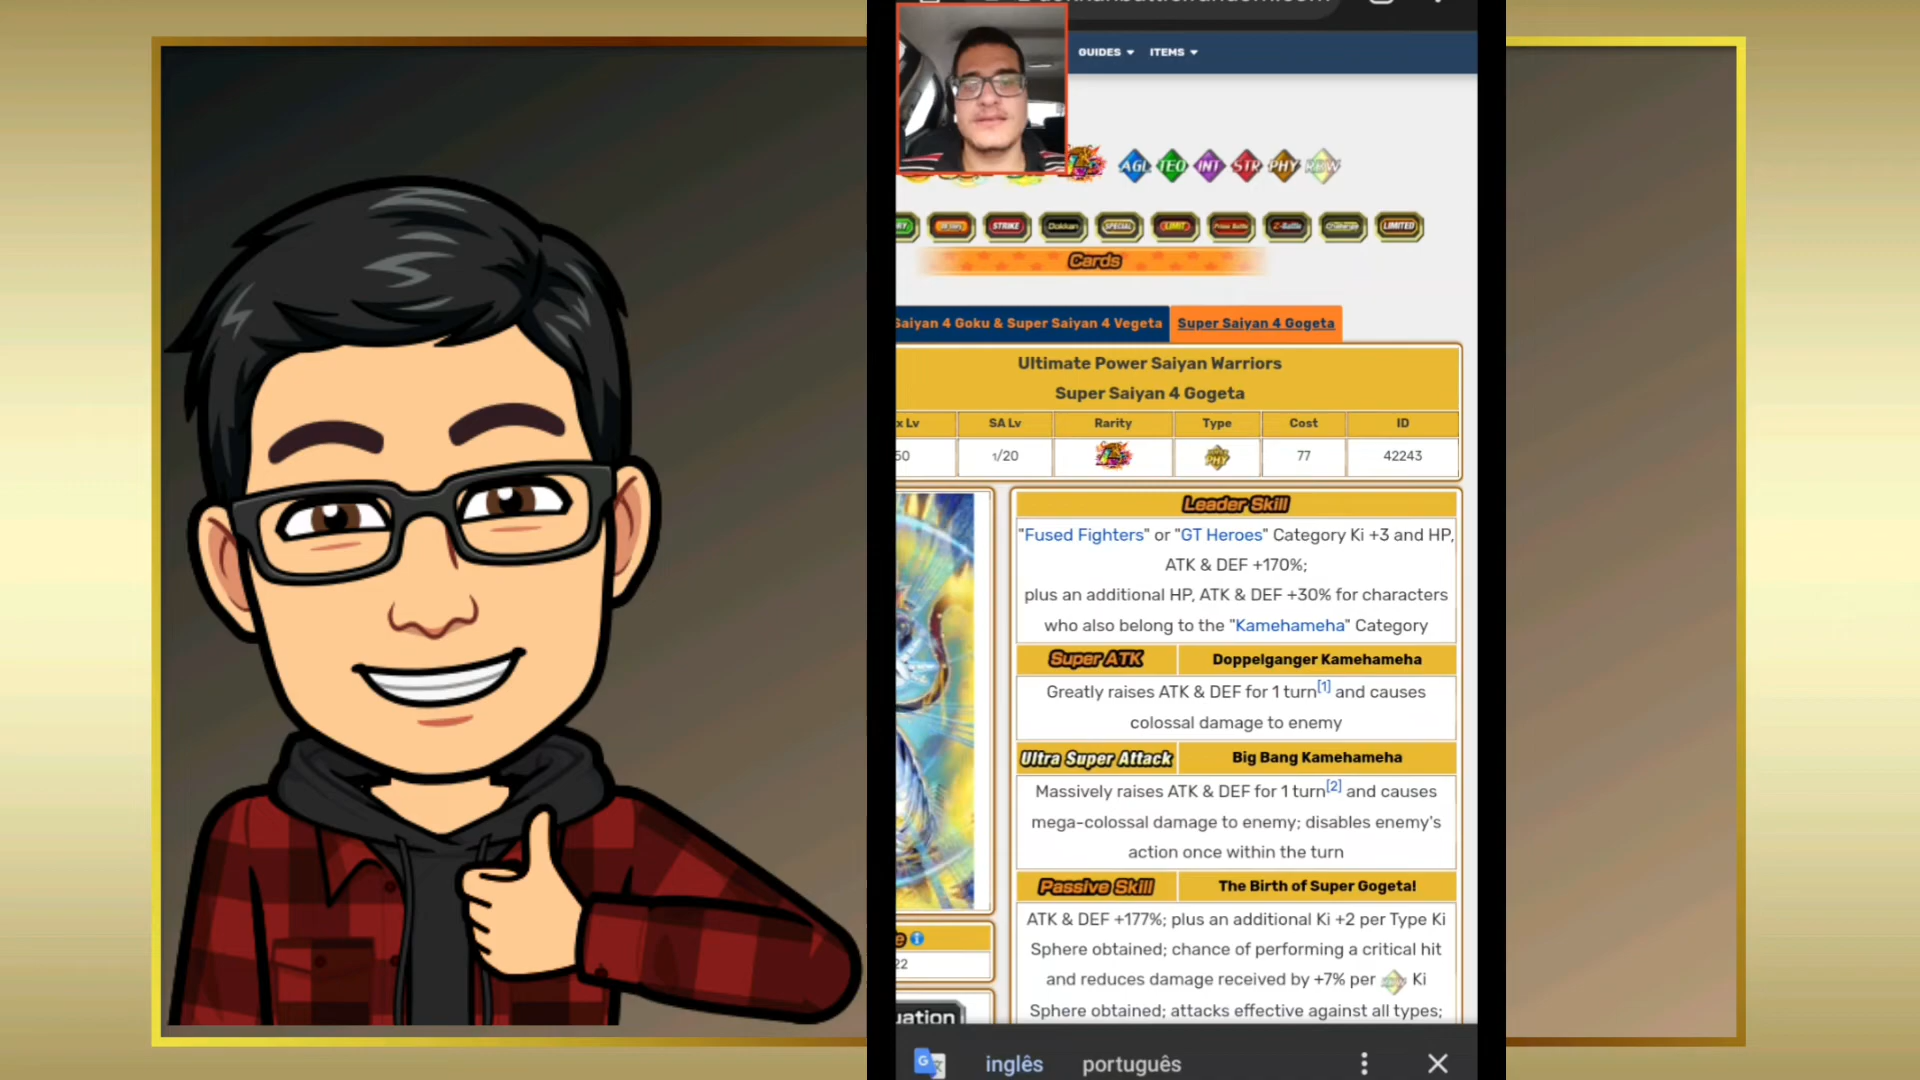 GUIDES ITEMS
AGL TEQ INT STR PHY
STRIKE Dokkan SPECIAL LIMIT Z-Battle Challenge LIMITED
Cards
Saiyan 4 Goku & Super Saiyan 4 Vegeta Super Saiyan 4 Gogeta
Ultimate Power Saiyan Warriors
Super Saiyan 4 Gogeta
x Lv SA Lv Rarity Type Cost ID
50 1/20 LR PHY 77 42243
Leader Skill
"Fused Fighters" or "GT Heroes" Category Ki +3 and HP,
ATK & DEF +170%;
plus an additional HP, ATK & DEF +30% for characters
who also belong to the "Kamehameha" Category
Super ATK Doppelganger Kamehameha
Greatly raises ATK & DEF for 1 turn[1] and causes
colossal damage to enemy
Ultra Super Attack Big Bang Kamehameha
Massively raises ATK & DEF for 1 turn[2] and causes
mega-colossal damage to enemy; disables enemy's
action once within the turn
Passive Skill The Birth of Super Gogeta!
ATK & DEF +177%; plus an additional Ki +2 per Type Ki
Sphere obtained; chance of performing a critical hit
and reduces damage received by +7% per Ki
Sphere obtained; attacks effective against all types;
e
22
uation
inglês português